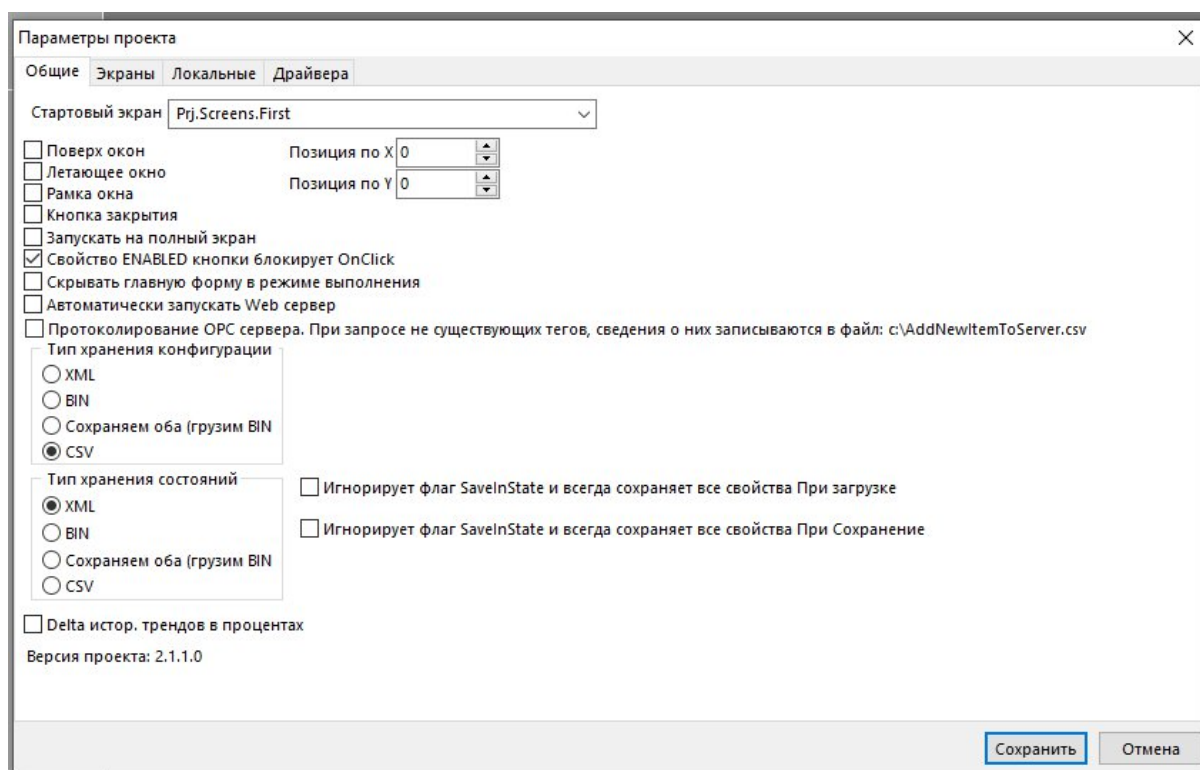 Параметры проекта
Общие Экраны Локальные Драйвера
Стартовый экран Prj.Screens.First
Поверх окон
Летающее окно
Рамка окна
Кнопка закрытия
Позиция по X 0
Позиция по Y 0
Запускать на полный экран
Свойство ENABLED кнопки блокирует OnClick
Скрывать главную форму в режиме выполнения
Автоматически запускать Web сервер
Протоколирование OPC сервера. При запросе не существующих тегов, сведения о них записываются в файл: c:\AddNewItemToServer.csv
Тип хранения конфигурации
XML
BIN
Сохраняем оба (грузим BIN
CSV
Тип хранения состояний
XML
BIN
Сохраняем оба (грузим BIN
CSV
Игнорирует флаг SaveInState и всегда сохраняет все свойства При загрузке
Игнорирует флаг SaveInState и всегда сохраняет все свойства При Сохранение
Delta истор. трендов в процентах
Версия проекта: 2.1.1.0
Сохранить Отмена